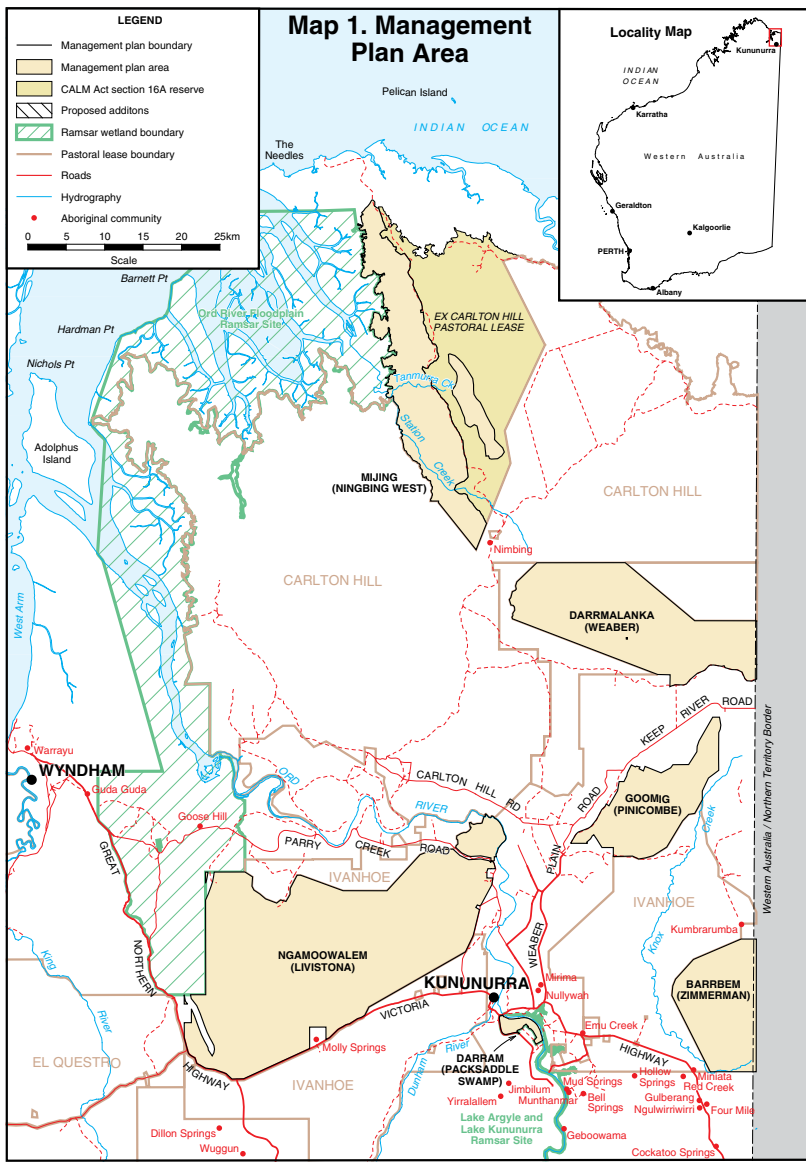 LEGEND
Management plan boundary
Management plan area
CALM Act section 16A reserve
Proposed additons
Ramsar wetland boundary
Pastoral lease boundary
Roads
Hydrography
Aboriginal community
0 5 10 15 20 25km
Scale
Map 1. Management
Plan Area
Locality Map
Kununurra
INDIAN
OCEAN
Karratha
Western Australia
Geraldton
Kalgoorlie
PERTH
Albany
Pelican Island
INDIAN OCEAN
The
Needles
Barnett Pt
Ord River Floodplain
Ramsar Site
Hardman Pt
EX CARLTON HILL
PASTORAL LEASE
Nichols Pt
Tanmurra Ck
Station
Creek
Adolphus
Island
MIJING
(NINGBING WEST)
CARLTON HILL
Nimbing
CARLTON HILL
West Arm
DARRMALANKA
(WEABER)
KEEP RIVER ROAD
Warrayu
WYNDHAM
Guda Guda
ORD
RIVER
CARLTON HILL RD
Goose Hill
PARRY CREEK ROAD
GOOMIG
(PINICOMBE)
Creek
WEABER PLAIN ROAD
GREAT
NORTHERN
HIGHWAY
IVANHOE
IVANHOE
Knox
Kumbrarumba
Western Australia / Northern Territory Border
NGAMOOWALEM
(LIVISTONA)
King
River
KUNUNURRA
Mirima
Nullywah
BARRBEM
(ZIMMERMAN)
VICTORIA
HIGHWAY
Emu Creek
Molly Springs
EL QUESTRO
IVANHOE
Dunham
River
DARRAM
(PACKSADDLE
SWAMP)
Hollow
Springs
Miniata
Red Creek
Mud Springs
Jimbilum
Munthanmar
Yirralallem
Bell
Springs
Gulberang
Ngulwirriwirri
Four Mile
Lake Argyle and
Lake Kununurra
Ramsar Site
Geboowama
Dillon Springs
Wuggun
Cockatoo Springs